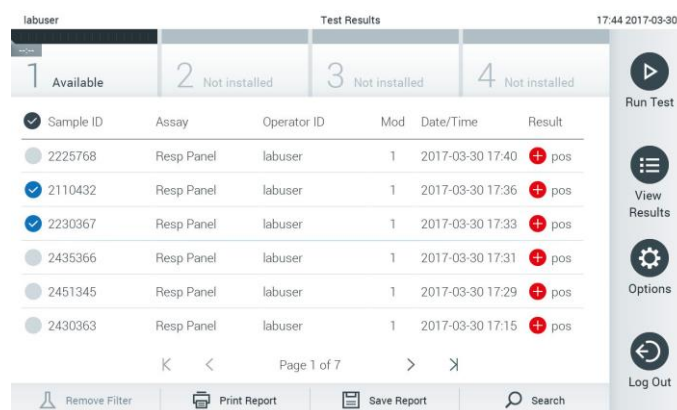 labuser Test Results 17:44 2017-03-30
--:--
1 Available 2 Not installed 3 Not installed 4 Not installed
Run Test
Sample ID Assay Operator ID Mod Date/Time Result
2225768 Resp Panel labuser 1 2017-03-30 17:40 pos
2110432 Resp Panel labuser 1 2017-03-30 17:36 pos
View
Results
2230367 Resp Panel labuser 1 2017-03-30 17:33 pos
2435366 Resp Panel labuser 1 2017-03-30 17:31 pos
2451345 Resp Panel labuser 1 2017-03-30 17:29 pos
Options
2430363 Resp Panel labuser 1 2017-03-30 17:15 pos
Page 1 of 7
Log Out
Remove Filter Print Report Save Report Search